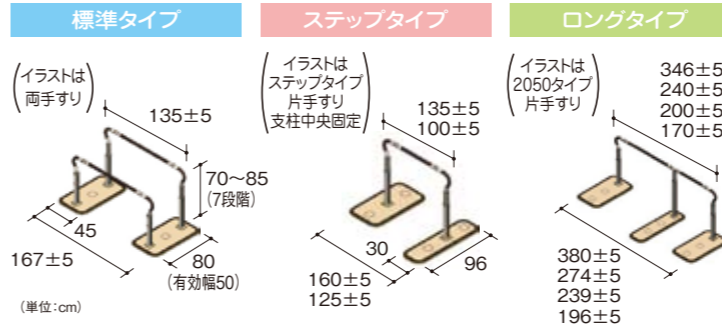 標準タイプ
(イラストは
両手すり)
135±5
70～85
(7段階)
45
167±5
80
(有効幅50)
(単位:cm)
ステップタイプ
(イラストは
ステップタイプ
片手すり
支柱中央固定)
135±5
100±5
30
96
160±5
125±5
ロングタイプ
(イラストは
2050タイプ
片手すり)
346±5
240±5
200±5
170±5
380±5
274±5
239±5
196±5